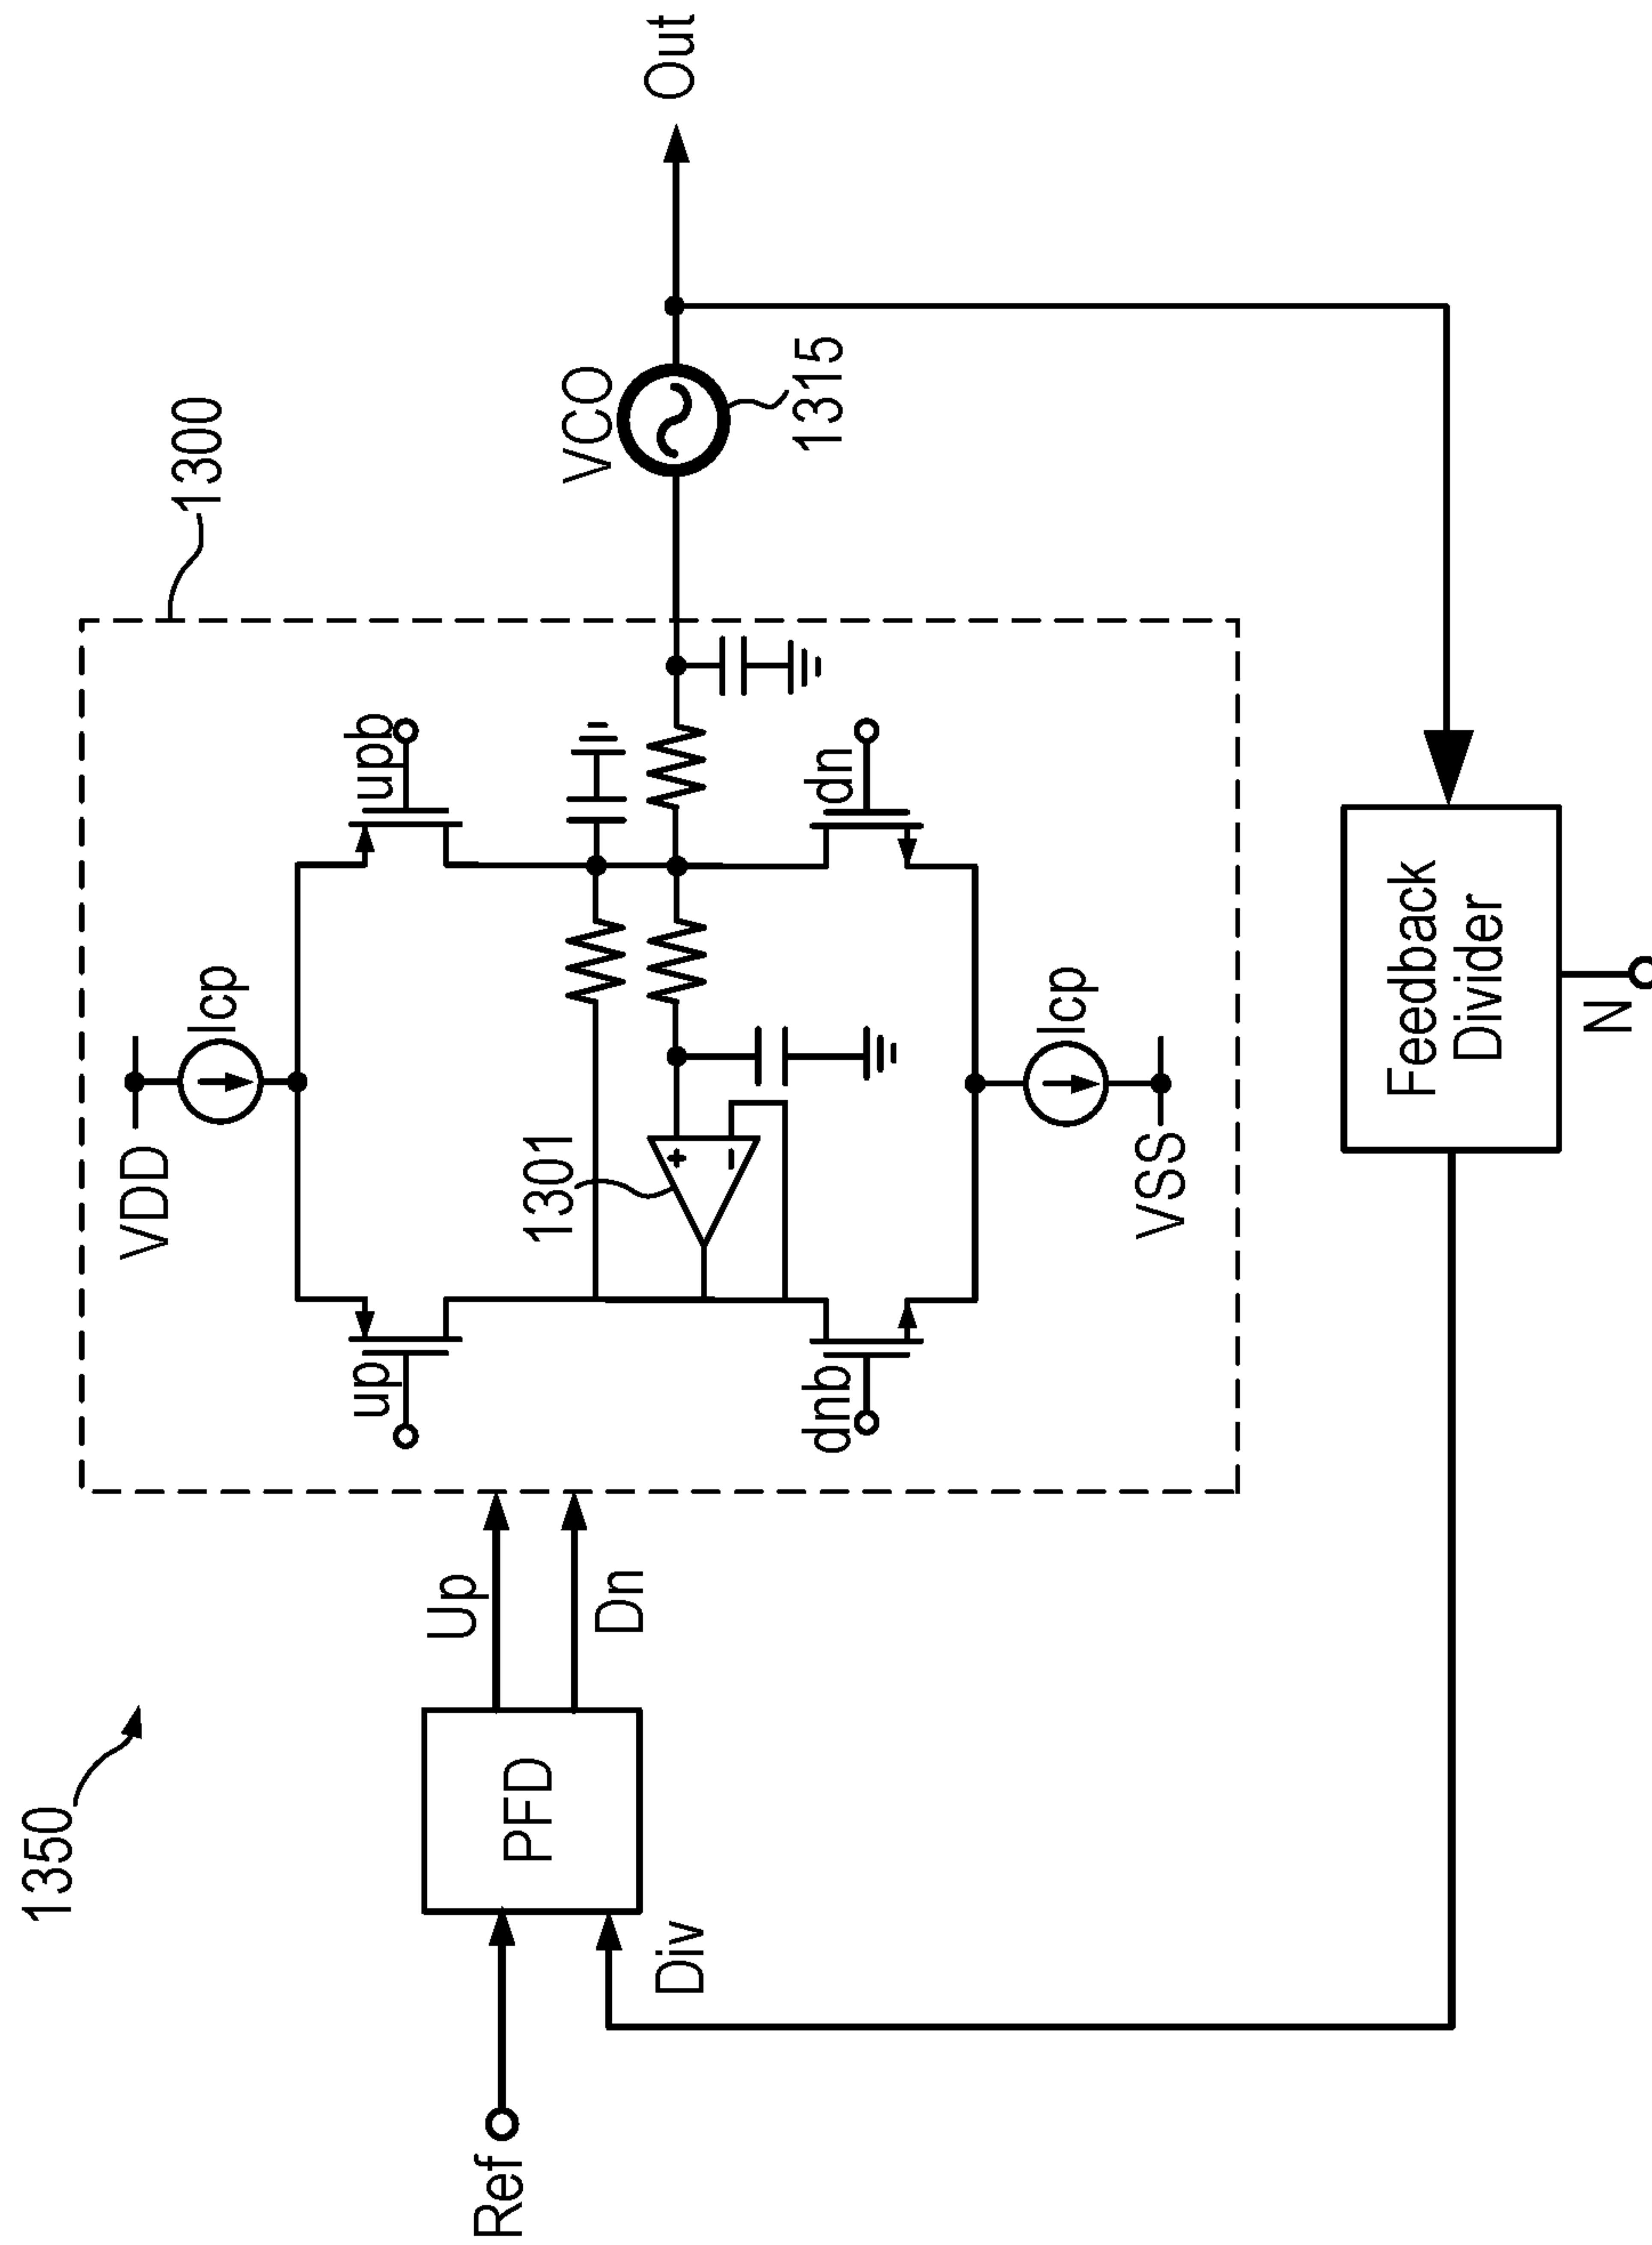 1350
Ref
Div
PFD
Up
Dn
1300
VDD
Icp
up
upb
1301
+
-
dnb
dn
Icp
VSS
VCO
1315
Out
Feedback
Divider
N